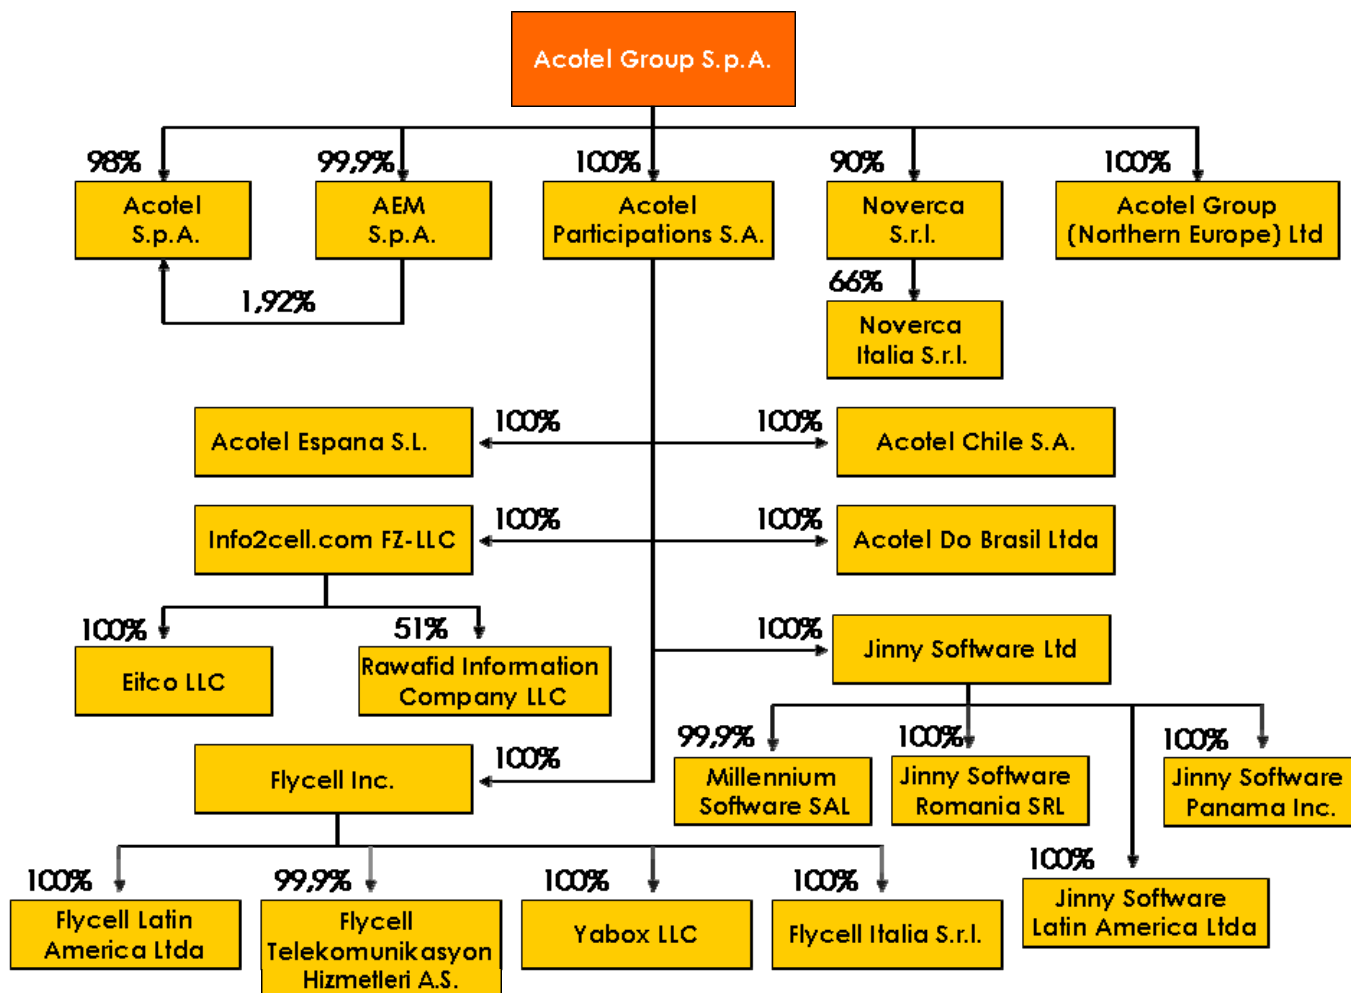 Acotel Group S.p.A.
98%
99,9%
100%
90%
100%
Acotel
S.p.A.
AEM
S.p.A.
Acotel
Participations S.A.
Noverca
S.r.l.
Acotel Group
(Northern Europe) Ltd
1,92%
66%
Noverca
Italia S.r.l.
100%
100%
Acotel Espana S.L.
Acotel Chile S.A.
100%
100%
Info2cell.com FZ-LLC
Acotel Do Brasil Ltda
100%
51%
100%
Eitco LLC
Rawafid Information
Company LLC
Jinny Software Ltd
100%
Flycell Inc.
99,9%
100%
100%
Millennium
Software SAL
Jinny Software
Romania SRL
Jinny Software
Panama Inc.
100%
99,9%
100%
100%
100%
Flycell Latin
America Ltda
Flycell
Telekomunikasyon
Hizmetleri A.S.
Yabox LLC
Flycell Italia S.r.l.
Jinny Software
Latin America Ltda